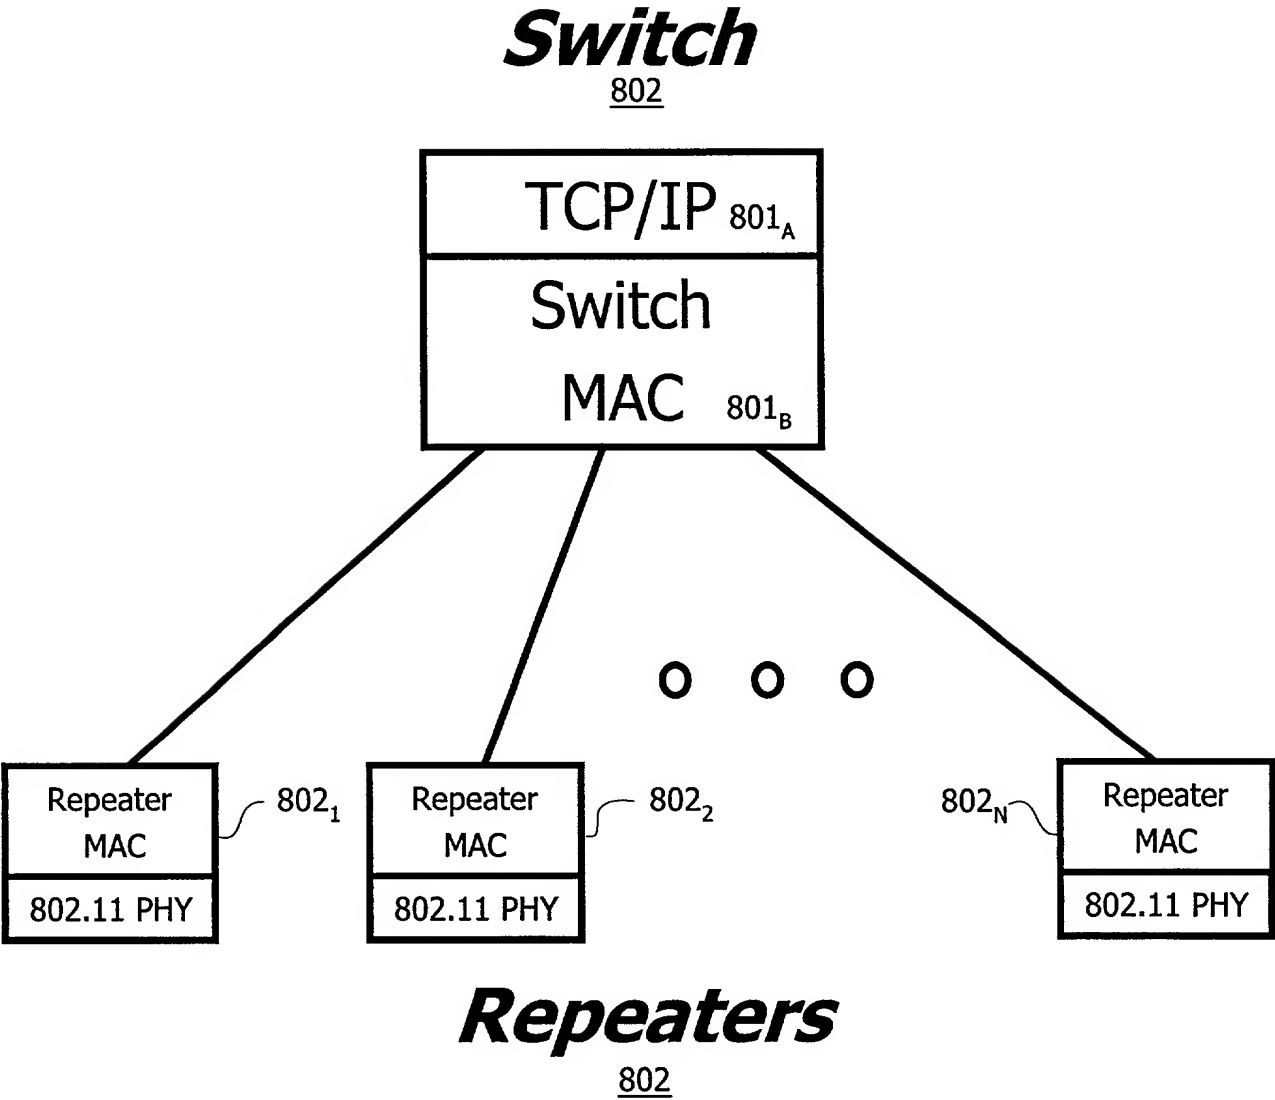 Switch
802
TCP/IP 801A
Switch
MAC 801B
Repeater
MAC
802.11 PHY
802₁
Repeater
MAC
802.11 PHY
802₂
802N
Repeater
MAC
802.11 PHY
Repeaters
802